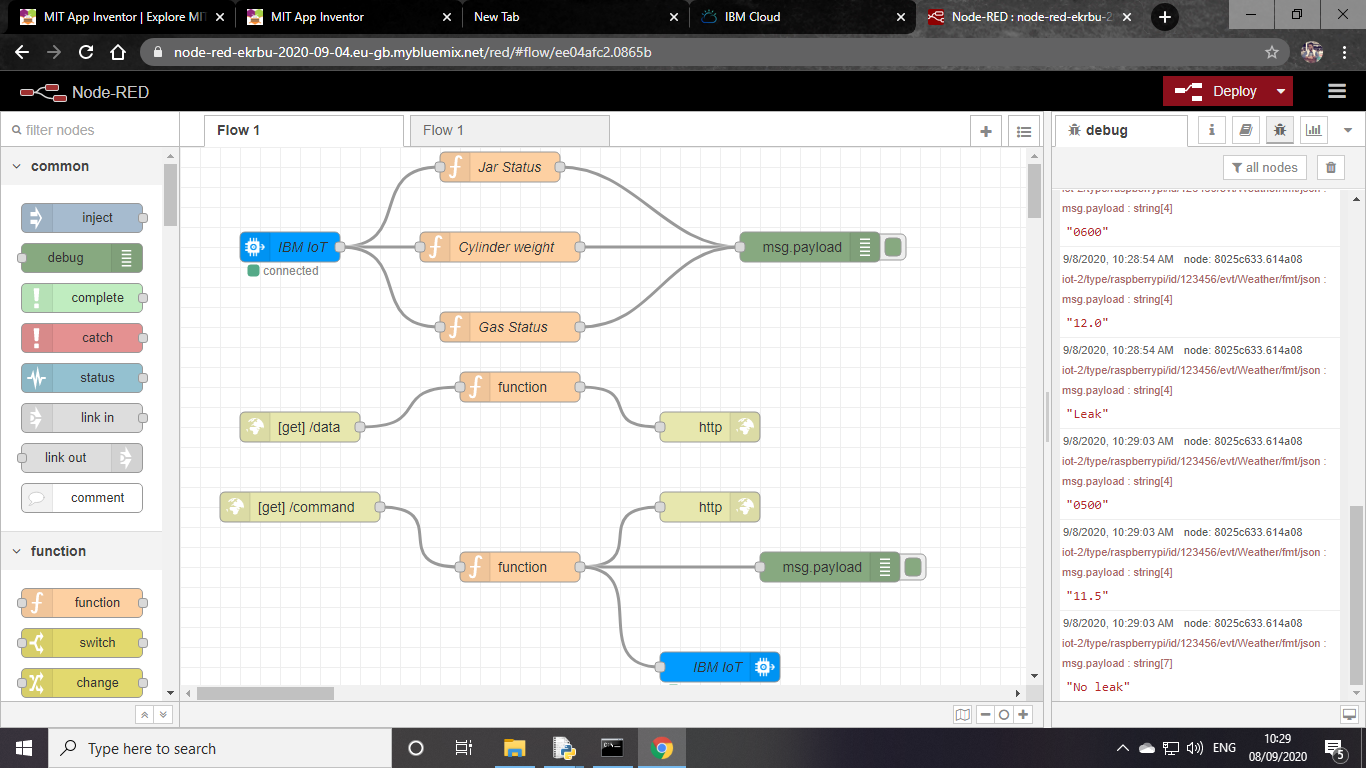 MIT App Inventor | Explore MIT
MIT App Inventor
New Tab
IBM Cloud
Node-RED : node-red-ekrbu-2
node-red-ekrbu-2020-09-04.eu-gb.mybluemix.net/red/#flow/ee04afc2.0865b
Node-RED
Deploy
filter nodes
common
inject
debug
complete
catch
status
link in
link out
comment
function
function
switch
change
Flow 1
Flow 1
Jar Status
IBM IoT
connected
Cylinder weight
msg.payload
Gas Status
function
[get] /data
http
[get] /command
http
function
msg.payload
IBM IoT
debug
all nodes
iot-2/type/raspberrypi/id/123456/evt/Weather/fmt/json :
msg.payload : string[4]
"0600"
9/8/2020, 10:28:54 AM node: 8025c633.614a08
iot-2/type/raspberrypi/id/123456/evt/Weather/fmt/json :
msg.payload : string[4]
"12.0"
9/8/2020, 10:28:54 AM node: 8025c633.614a08
iot-2/type/raspberrypi/id/123456/evt/Weather/fmt/json :
msg.payload : string[4]
"Leak"
9/8/2020, 10:29:03 AM node: 8025c633.614a08
iot-2/type/raspberrypi/id/123456/evt/Weather/fmt/json :
msg.payload : string[4]
"0500"
9/8/2020, 10:29:03 AM node: 8025c633.614a08
iot-2/type/raspberrypi/id/123456/evt/Weather/fmt/json :
msg.payload : string[4]
"11.5"
9/8/2020, 10:29:03 AM node: 8025c633.614a08
iot-2/type/raspberrypi/id/123456/evt/Weather/fmt/json :
msg.payload : string[7]
"No leak"
Type here to search
ENG
10:29
08/09/2020
5